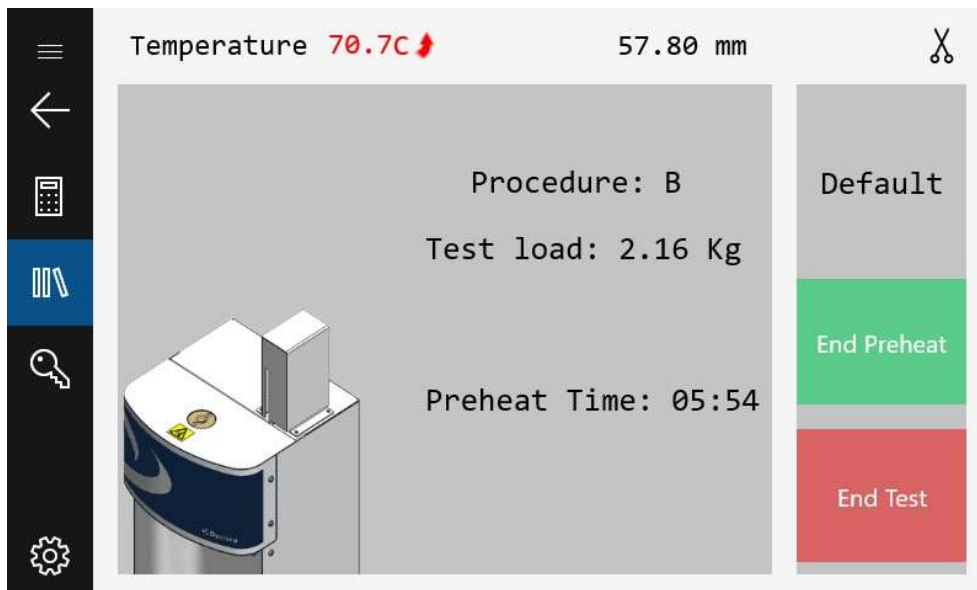 Temperature 70.7C
57.80 mm
Procedure: B
Default
Test load: 2.16 Kg
End Preheat
Preheat Time: 05:54
End Test